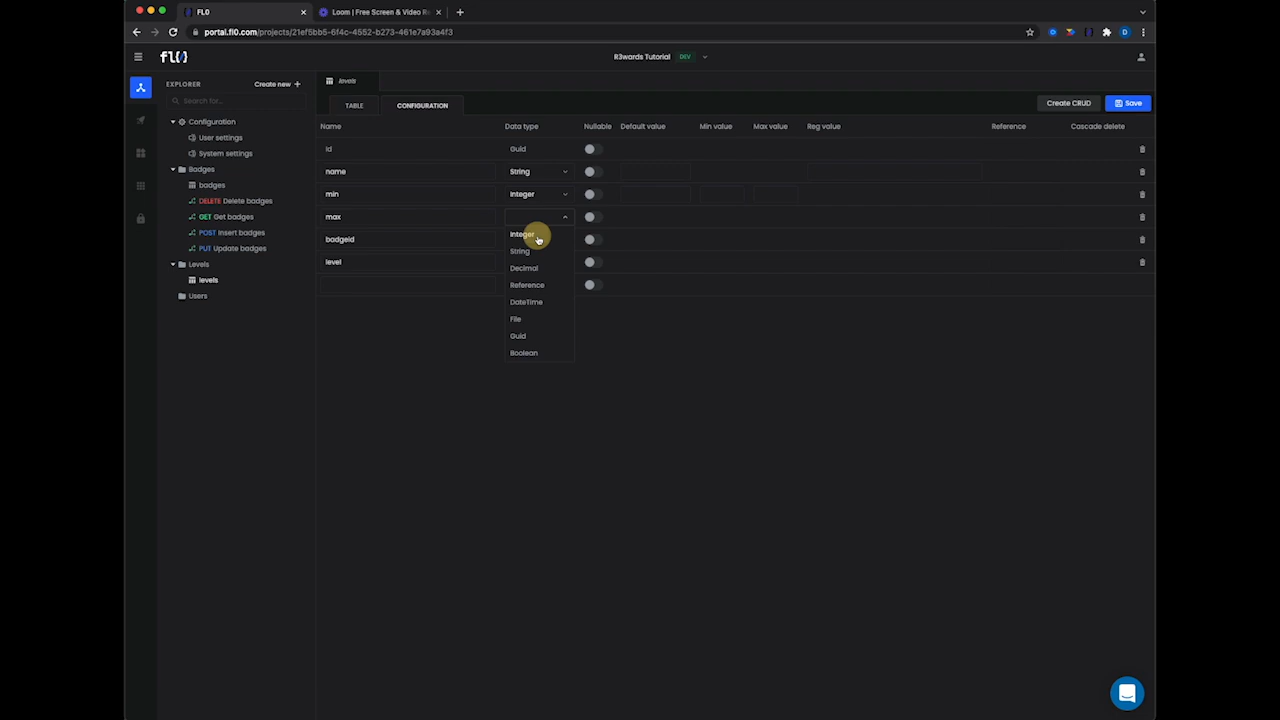 FL0
Loom | Free Screen & Video Re
portal.fl0.com/projects/21ef5bb5-6f4c-4552-b273-461e7a93a4f3
D
fl0
R3wards Tutorial DEV
EXPLORER Create new +
levels
Search for...
TABLE CONFIGURATION Create CRUD Save
Name Data type Nullable Default value Min value Max value Reg value Reference Cascade delete
Configuration
User settings
System settings
Badges
badges
DELETE Delete badges
GET Get badges
POST Insert badges
PUT Update badges
Levels
levels
Users
Id Guid
name String
min Integer
max
badgeId
level
Integer
String
Decimal
Reference
DateTime
File
Guid
Boolean